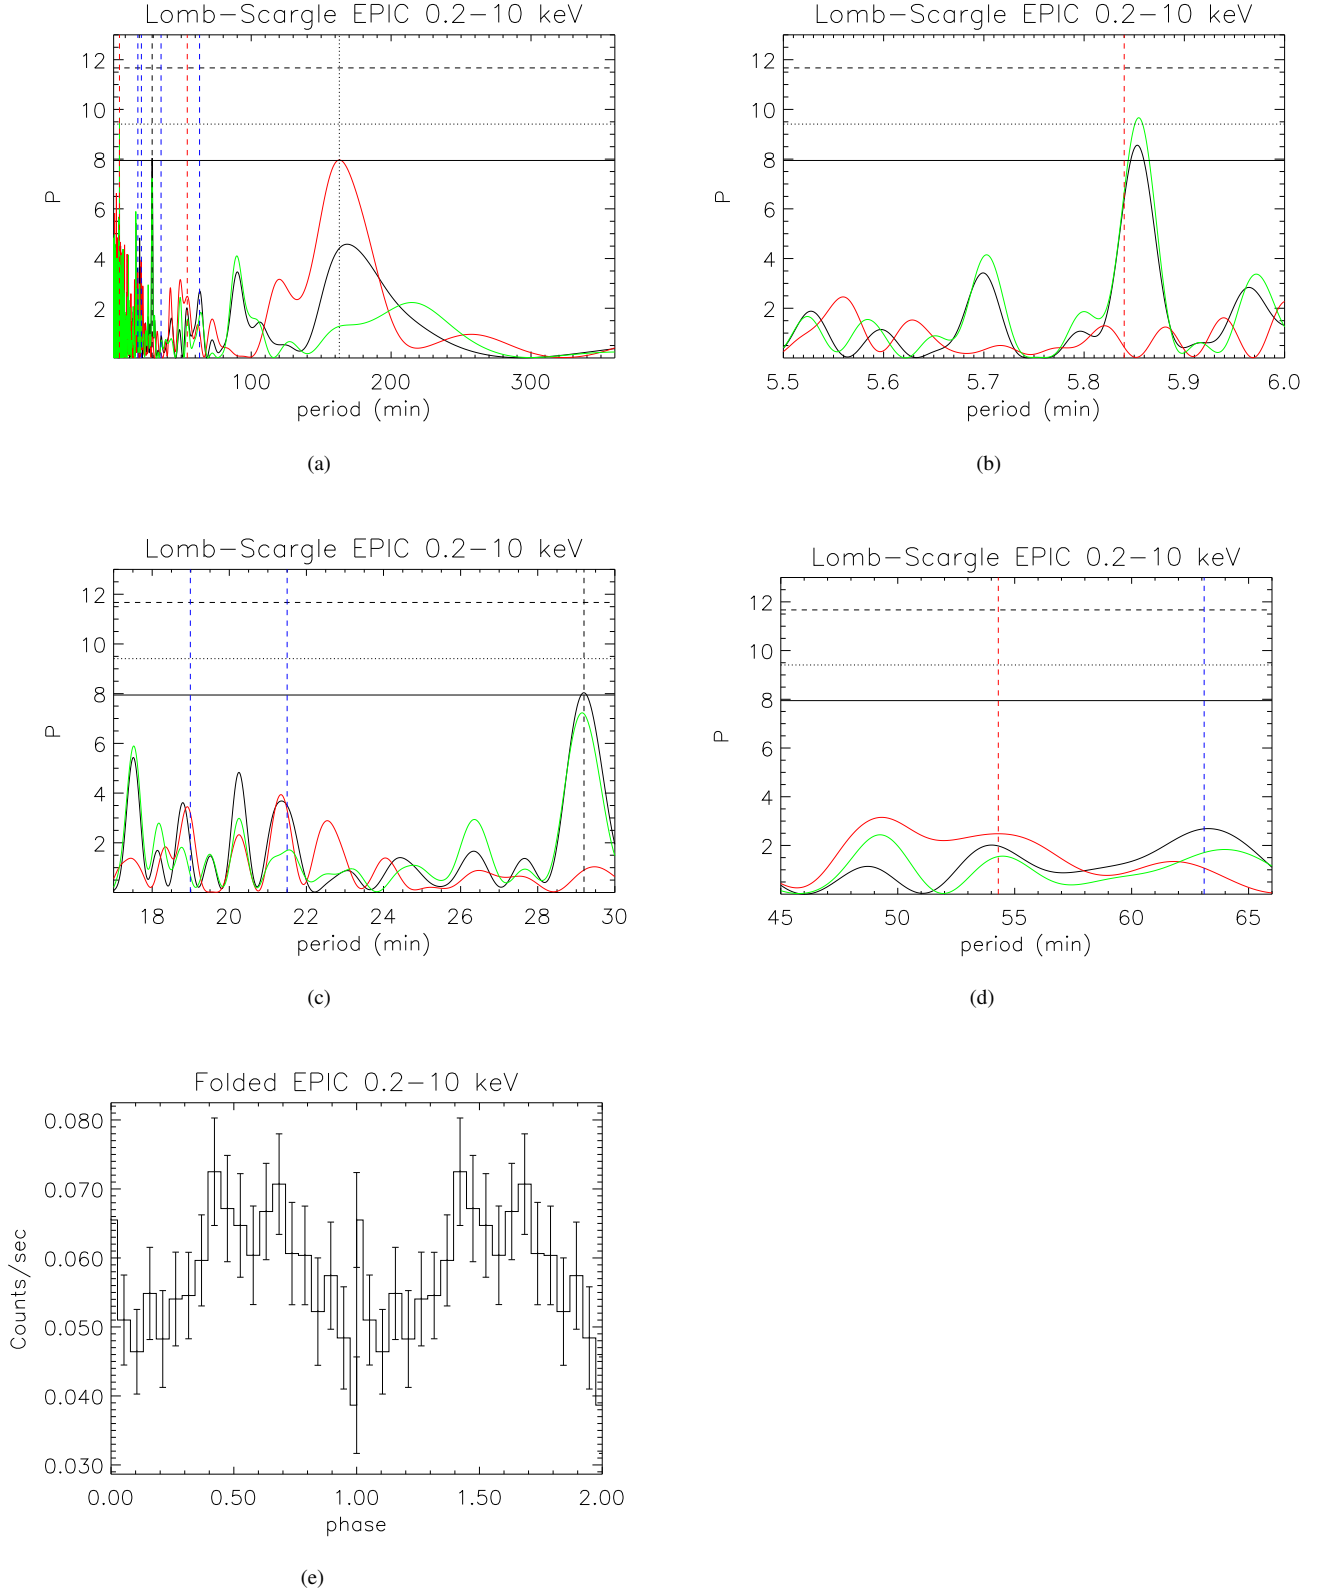 Lomb-Scargle EPIC 0.2-10 keV
12
10
8
6
4
2
P
100 200 300
period (min)
(a)
Lomb-Scargle EPIC 0.2-10 keV
12
10
8
6
4
2
P
5.5 5.6 5.7 5.8 5.9 6.0
period (min)
(b)
Lomb-Scargle EPIC 0.2-10 keV
12
10
8
6
4
2
P
18 20 22 24 26 28 30
period (min)
(c)
Lomb-Scargle EPIC 0.2-10 keV
12
10
8
6
4
2
P
45 50 55 60 65
period (min)
(d)
Folded EPIC 0.2-10 keV
0.080
0.070
0.060
0.050
0.040
0.030
Counts/sec
0.00 0.50 1.00 1.50 2.00
phase
(e)